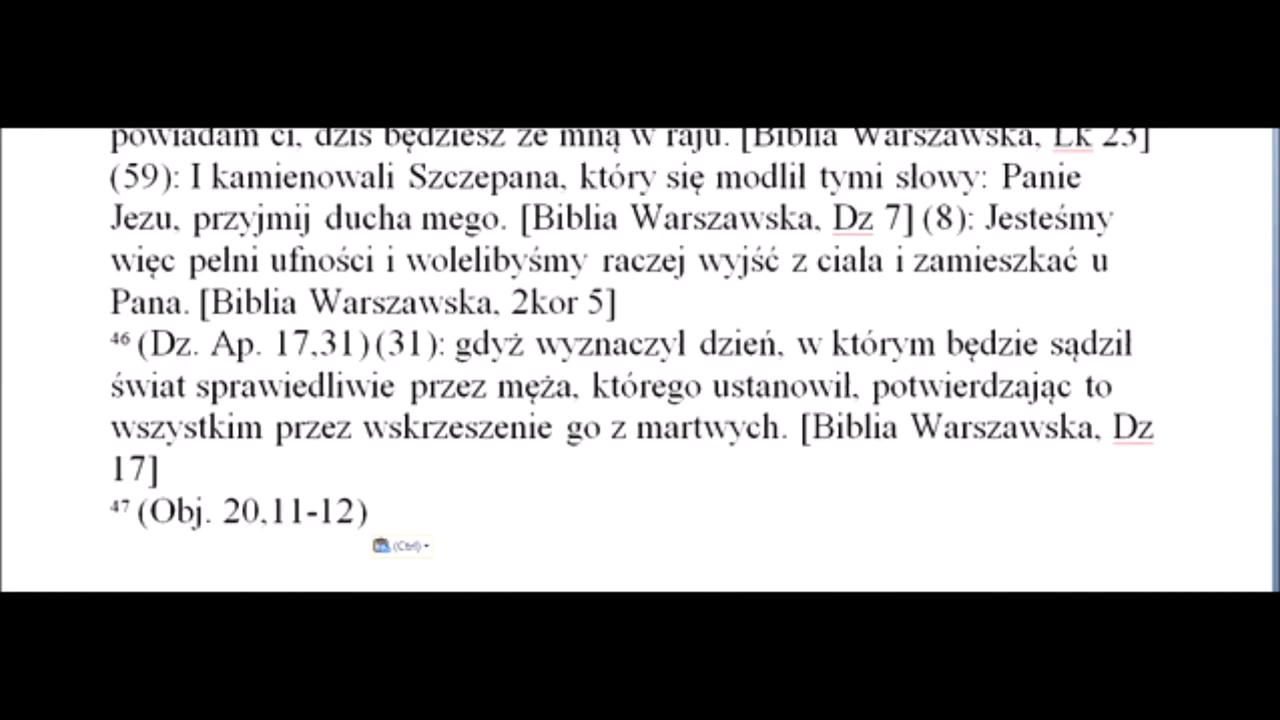 powiadam ci, dziś będziesz ze mną w raju. [Biblia Warszawska, Lk 23]
(59): I kamienowali Szczepana, który się modlił tymi słowy: Panie
Jezu, przyjmij ducha mego. [Biblia Warszawska, Dz 7] (8): Jesteśmy
więc pełni ufności i wolelibyśmy raczej wyjść z ciała i zamieszkać u
Pana. [Biblia Warszawska, 2kor 5]
46 (Dz. Ap. 17,31) (31): gdyż wyznaczył dzień, w którym będzie sądził
świat sprawiedliwie przez męża, którego ustanowił, potwierdzając to
wszystkim przez wskrzeszenie go z martwych. [Biblia Warszawska, Dz
17]
47 (Obj. 20,11-12)
(Ctrl)